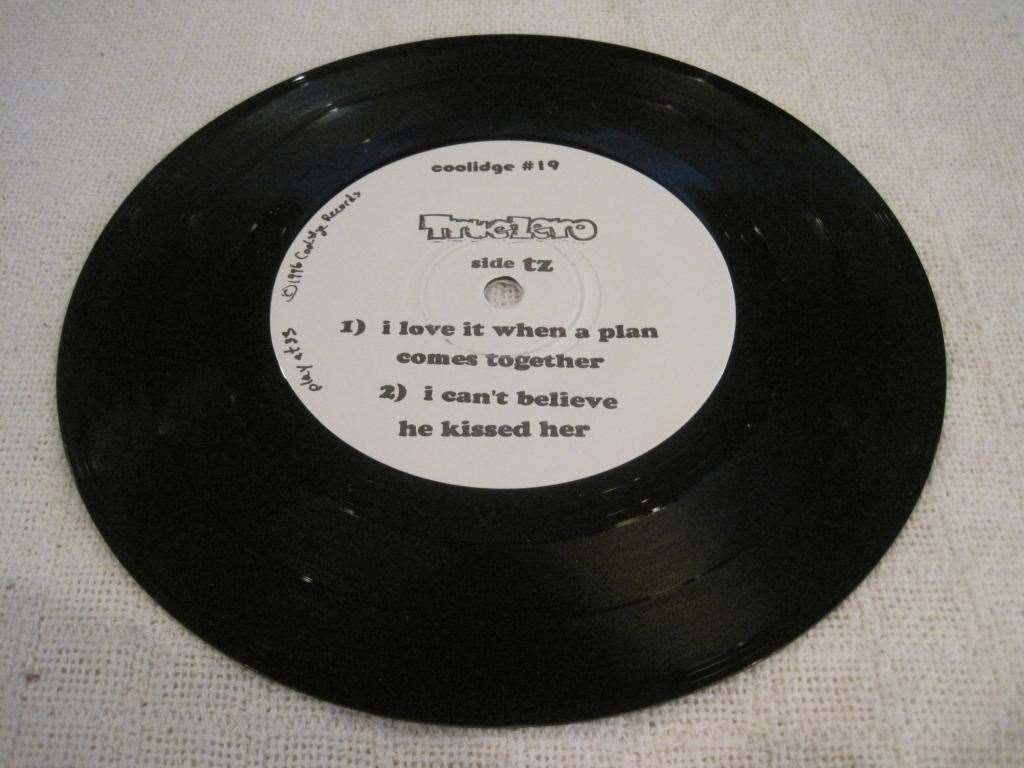 coolidge #19
TrueZero
side tz
1) i love it when a plan
comes together
2) i can't believe
he kissed her
play at 33
©1996 Coolidge Records